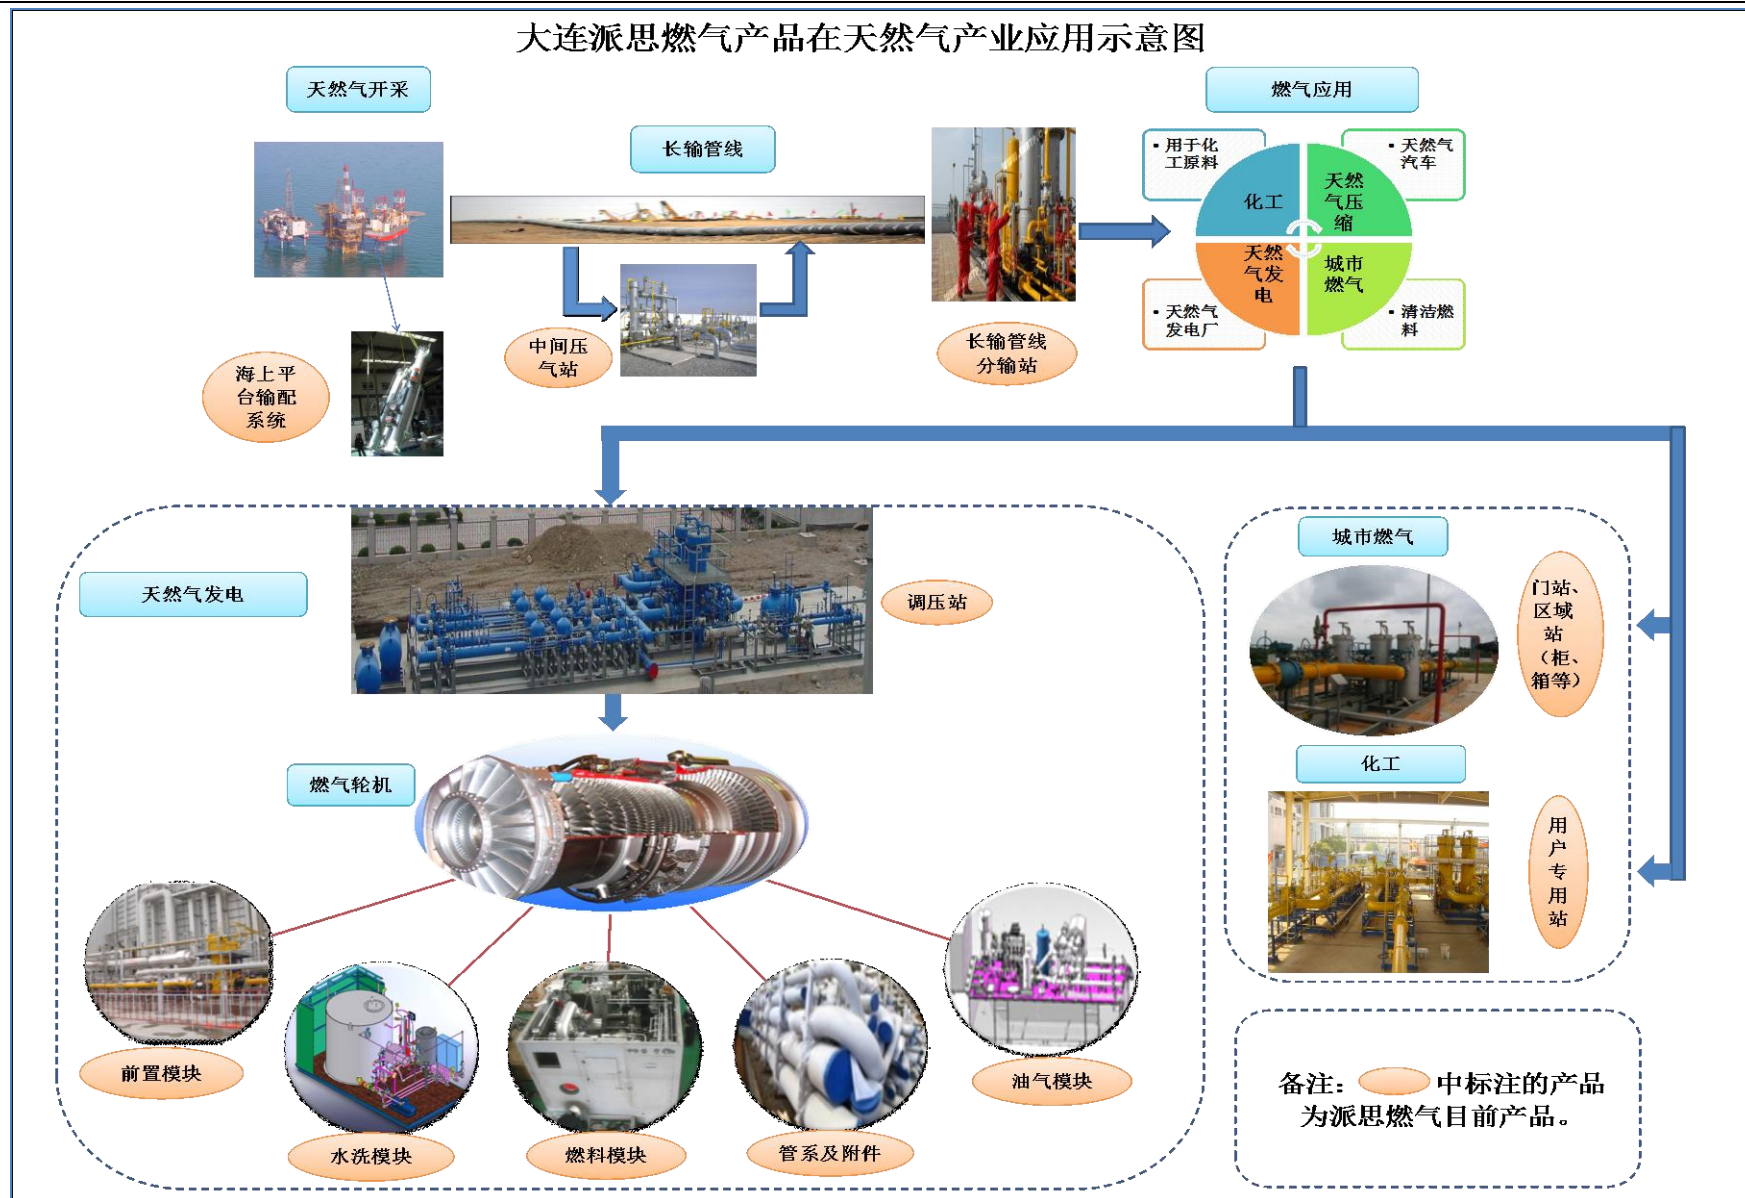 大连派思燃气产品在天然气产业应用示意图
天然气开采
燃气应用
长输管线
• 用于化
工原料
• 天然气
汽车
化工
天然
气压
缩
天然
气发
电
城市
燃气
• 天然气
发电厂
• 清洁燃
料
中间压
气站
长输管线
分输站
海上平
台输配
系统
天然气发电
调压站
城市燃气
门站、
区域
站
（柜、
箱等）
燃气轮机
化工
用
户
专
用
站
前置模块
油气模块
水洗模块
燃料模块
管系及附件
备注： 中标注的产品
为派思燃气目前产品。